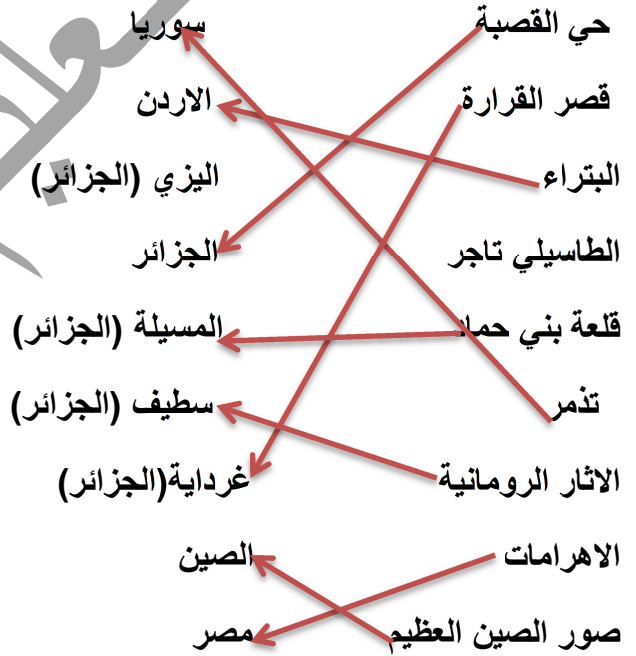 حي القصبة سوريا
قصر القرارة الاردن
البتراء اليزي (الجزائر)
الطاسيلي تاجر الجزائر
قلعة بني حماد المسيلة (الجزائر)
تذمر سطيف (الجزائر)
الاثار الرومانية غرداية(الجزائر)
الاهرامات الصين
صور الصين العظيم مصر